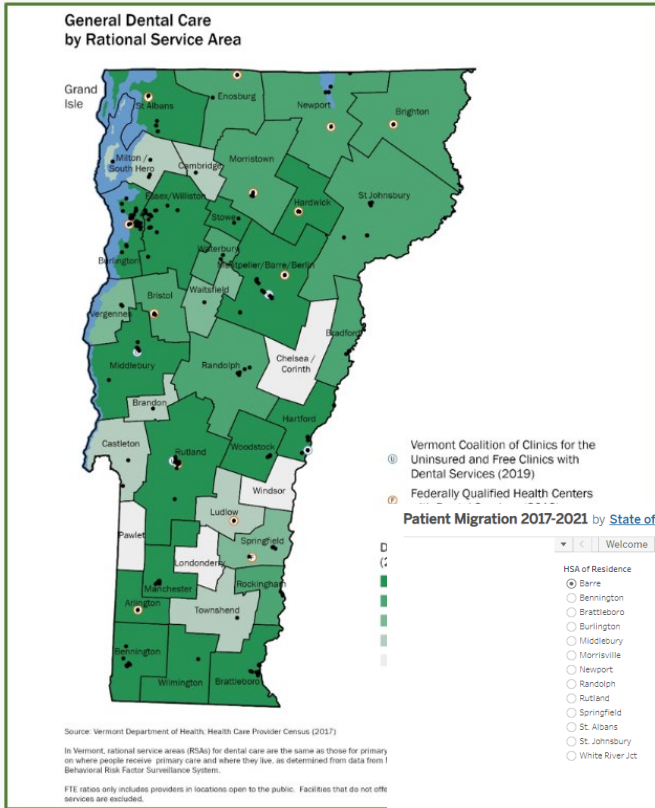 General Dental Care
by Rational Service Area
Grand
Isle
St Albans
Enosburg
Newport
Brighton
Milton /
South Hero
Cambridge
Morristown
Hardwick
St Johnsbury
Essex/Williston
Stowe
Waterbury
Montpelier/Barre/Berlin
Burlington
Vergennes
Bristol
Waitsfield
Chelsea /
Corinth
Bradford
Middlebury
Randolph
Brandon
Castleton
Rutland
Woodstock
Hartford
Windsor
Ludlow
Pawlet
Londonderry
Springfield
Manchester
Rockingham
Arlington
Townshend
Bennington
Wilmington
Brattleboro
Vermont Coalition of Clinics for the
Uninsured and Free Clinics with
Dental Services (2019)
F Federally Qualified Health Centers
D
Patient Migration 2017-2021 by State of
Welcome
HSA of Residence
Barre
Bennington
Brattleboro
Burlington
Middlebury
Morrisville
Newport
Randolph
Rutland
Springfield
St. Albans
St. Johnsbury
White River Jct
Source: Vermont Department of Health, Health Care Provider Census (2017)
In Vermont, rational service areas (RSAs) for dental care are the same as those for primary
on where people receive primary care and where they live, as determined from data from
Behavioral Risk Factor Surveillance System.
FTE ratios only includes providers in locations open to the public. Facilities that do not offe
services are excluded.